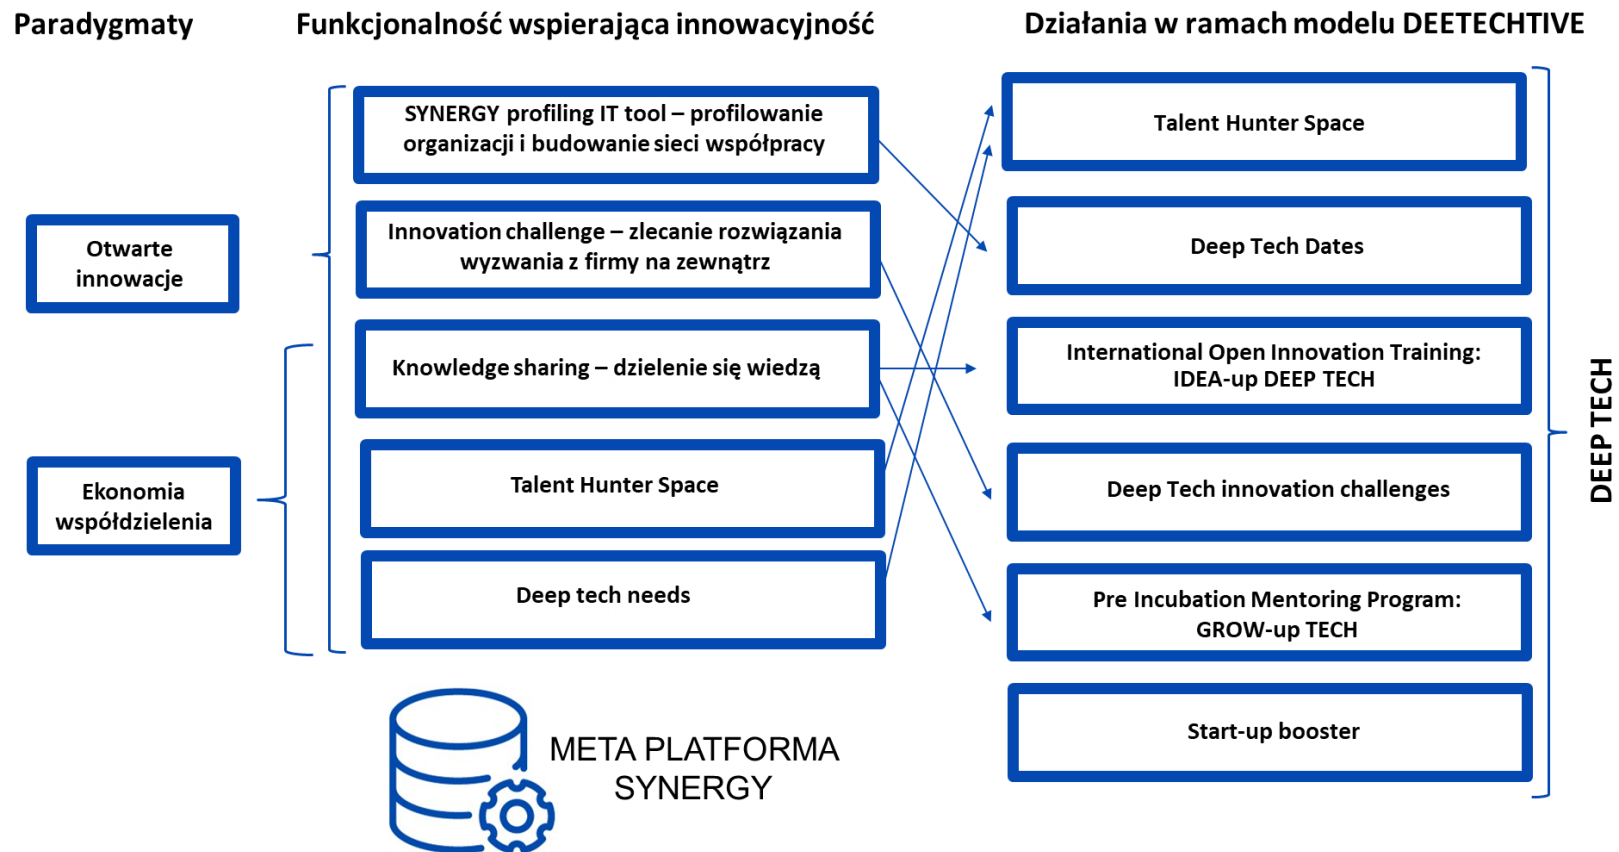 Paradygmaty
Funkcjonalność wspierająca innowacyjność
Działania w ramach modelu DEETECHTIVE
Otwarte
innowacje
Ekonomia
współdzielenia
SYNERGY profiling IT tool – profilowanie
organizacji i budowanie sieci współpracy
Innovation challenge – zlecanie rozwiązania
wyzwania z firmy na zewnątrz
Knowledge sharing – dzielenie się wiedzą
Talent Hunter Space
Deep tech needs
META PLATFORMA
SYNERGY
Talent Hunter Space
Deep Tech Dates
International Open Innovation Training:
IDEA-up DEEP TECH
Deep Tech innovation challenges
Pre Incubation Mentoring Program:
GROW-up TECH
Start-up booster
DEEP TECH